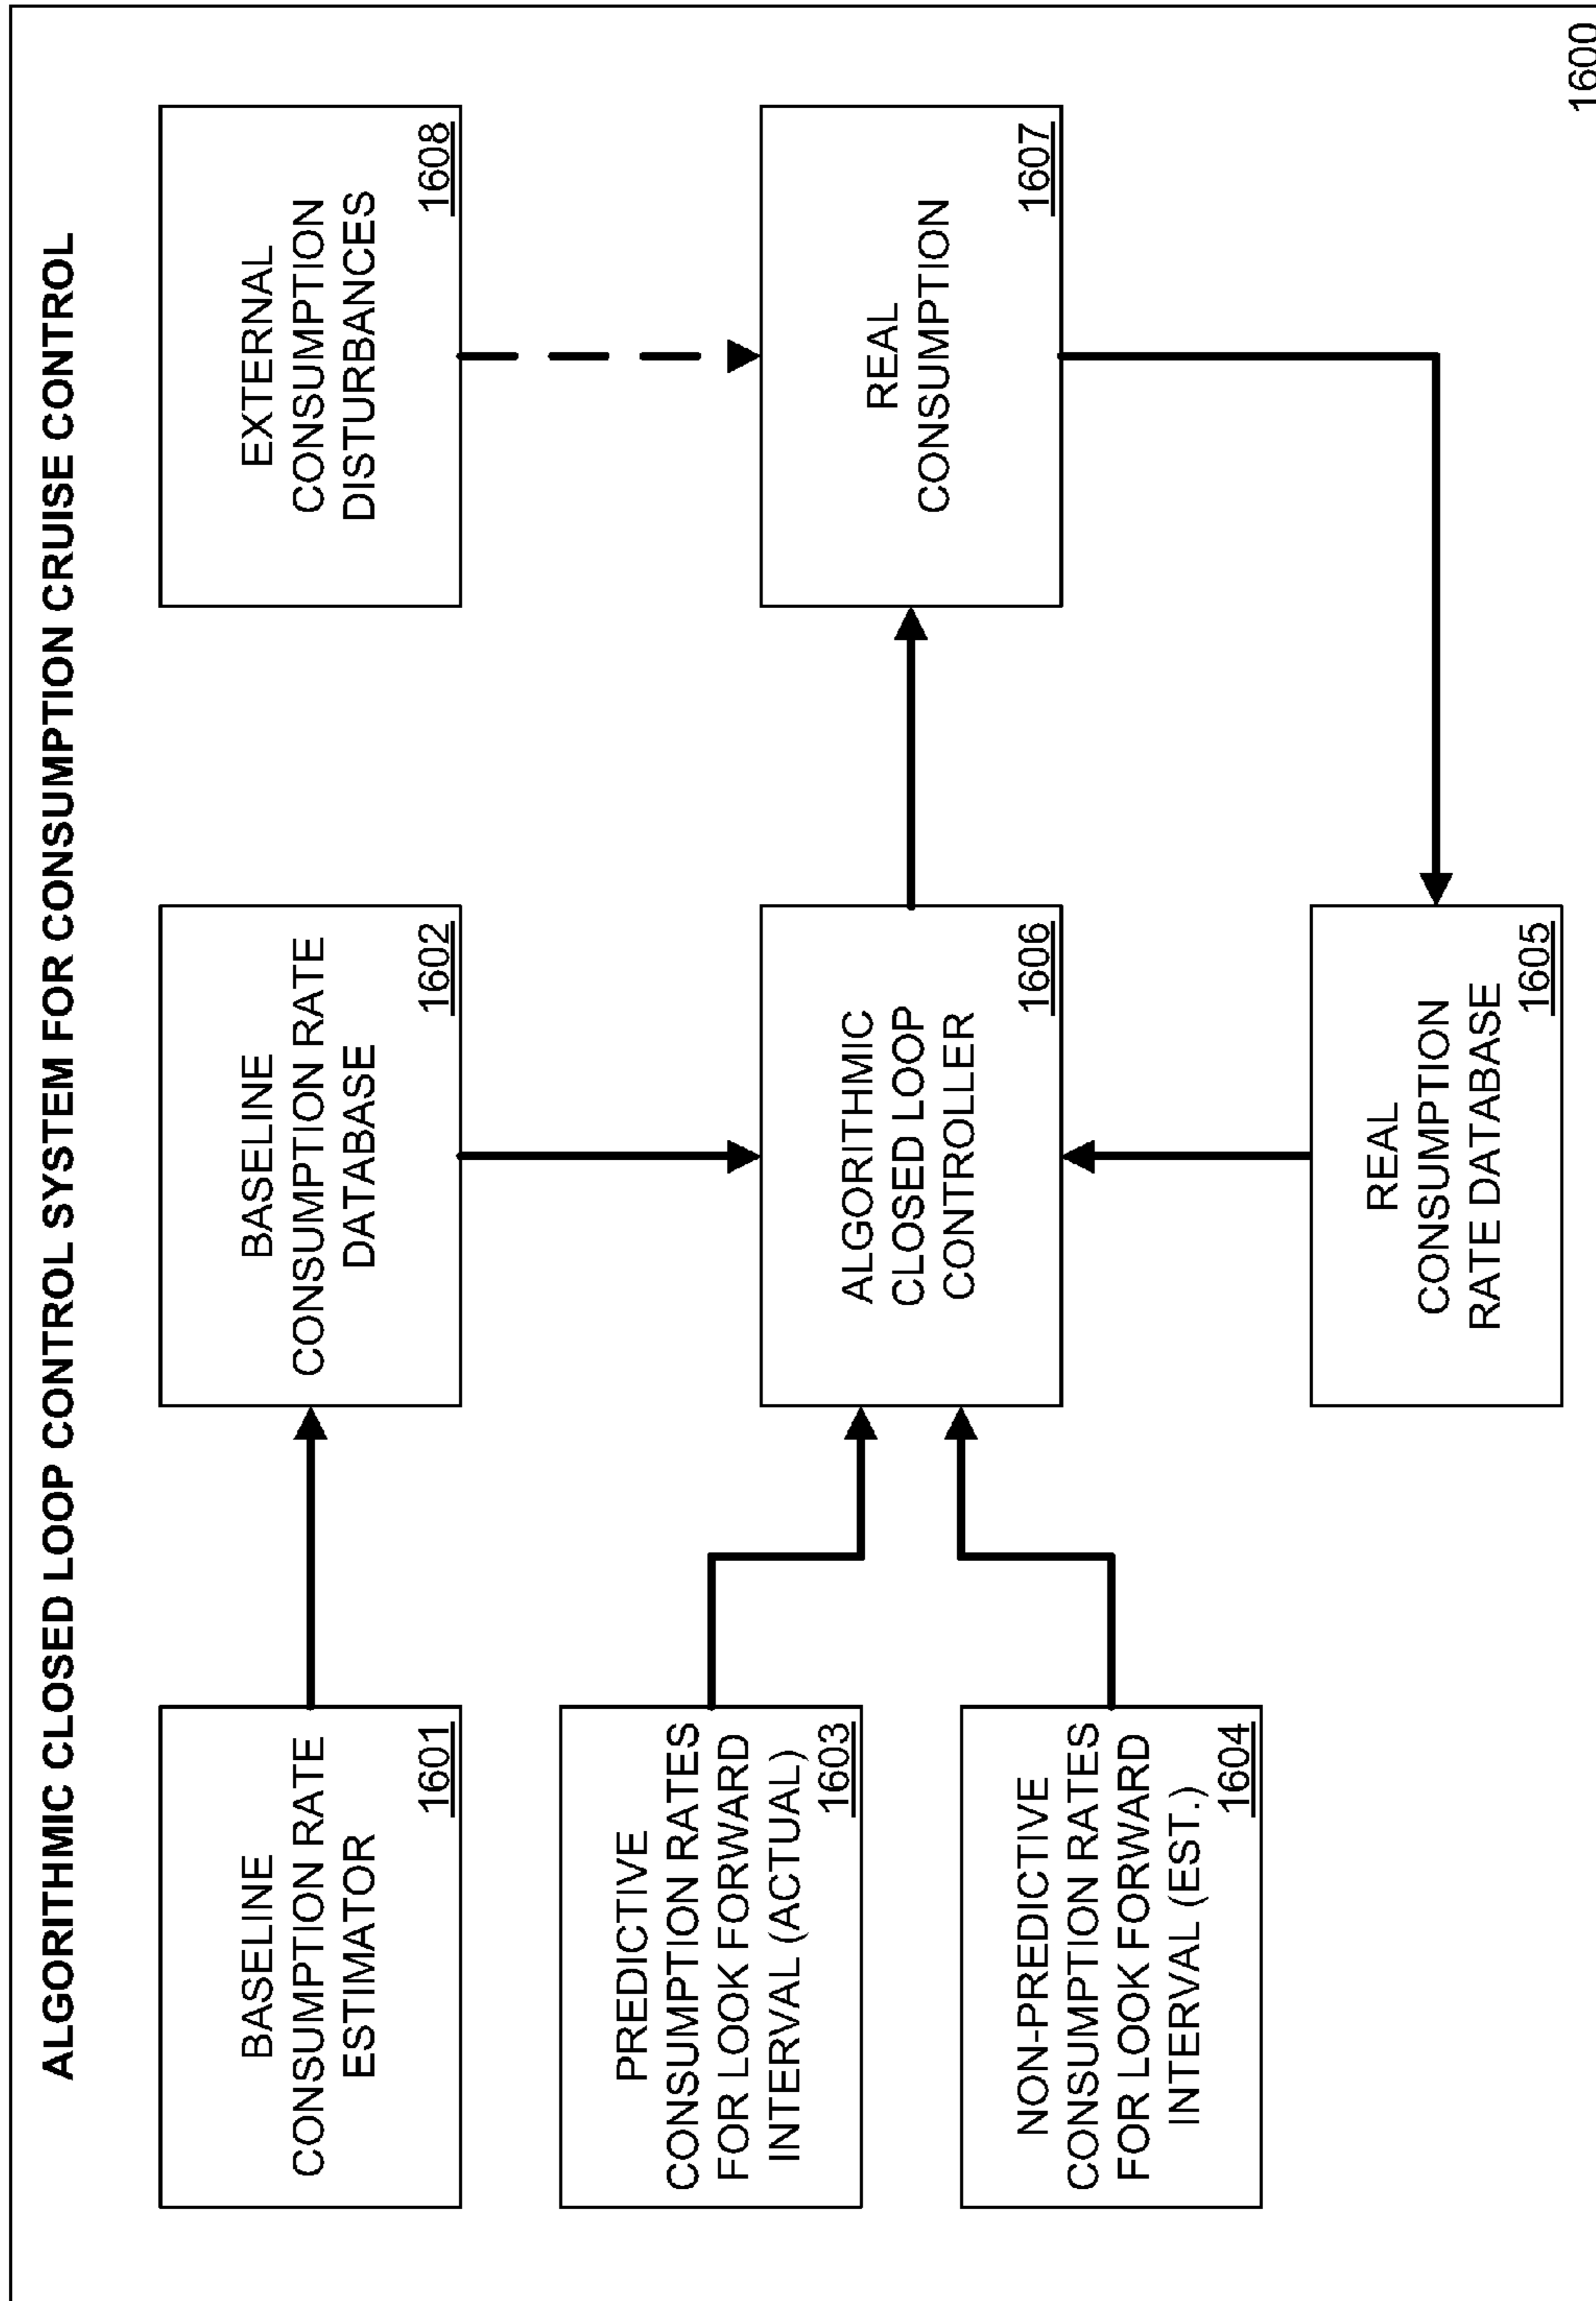 ALGORITHMIC CLOSED LOOP CONTROL SYSTEM FOR CONSUMPTION CRUISE CONTROL
BASELINE
CONSUMPTION RATE
ESTIMATOR
1601
BASELINE
CONSUMPTION RATE
DATABASE
1602
EXTERNAL
CONSUMPTION
DISTURBANCES
1608
PREDICTIVE
CONSUMPTION RATES
FOR LOOK FORWARD
INTERVAL (ACTUAL)
1603
NON-PREDICTIVE
CONSUMPTION RATES
FOR LOOK FORWARD
INTERVAL (EST.)
1604
ALGORITHMIC
CLOSED LOOP
CONTROLLER
1606
REAL
CONSUMPTION
1607
REAL
CONSUMPTION
RATE DATABASE
1605
1600